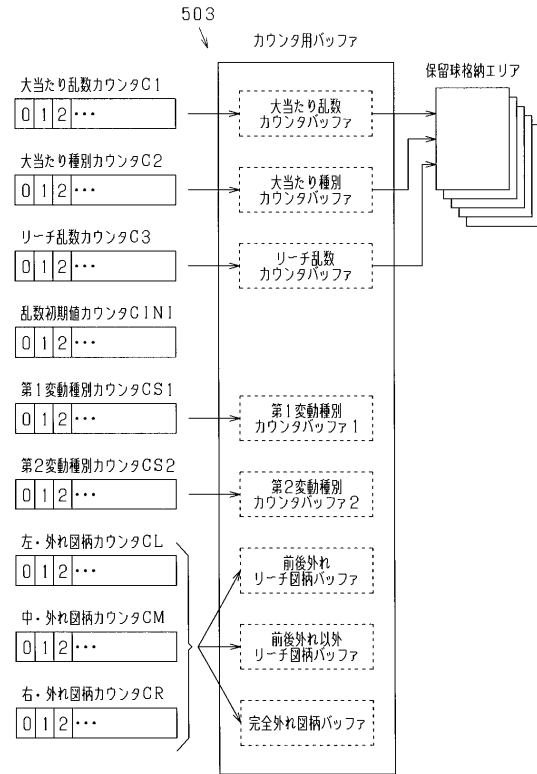 503
カウンタ用バッファ
保留球格納エリア
大当たり乱数カウンタC1
0 1 2 ･･･
大当たり乱数
カウンタバッファ
大当たり種別カウンタC2
0 1 2 ･･･
大当たり種別
カウンタバッファ
リーチ乱数カウンタC3
0 1 2 ･･･
リーチ乱数
カウンタバッファ
乱数初期値カウンタCINI
0 1 2 ･･･
第1変動種別カウンタCS1
0 1 2 ･･･
第1変動種別
カウンタバッファ1
第2変動種別カウンタCS2
0 1 2 ･･･
第2変動種別
カウンタバッファ2
左・外れ図柄カウンタCL
0 1 2 ･･･
前後外れ
リーチ図柄バッファ
中・外れ図柄カウンタCM
0 1 2 ･･･
前後外れ以外
リーチ図柄バッファ
右・外れ図柄カウンタCR
0 1 2 ･･･
完全外れ図柄バッファ